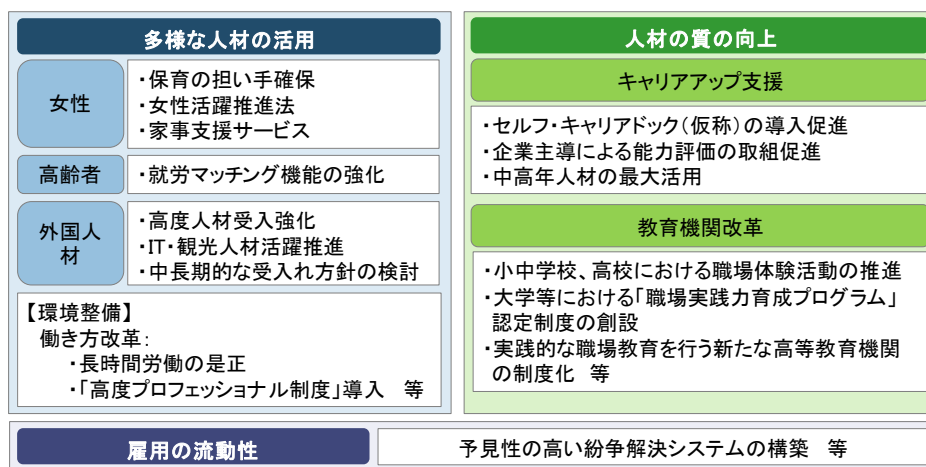 多様な人材の活用
女性
・保育の担い手確保
・女性活躍推進法
・家事支援サービス
高齢者
・就労マッチング機能の強化
外国人
材
・高度人材受入強化
・IT・観光人材活躍推進
・中長期的な受入れ方針の検討
【環境整備】
働き方改革:
・長時間労働の是正
・「高度プロフェッショナル制度」導入 等
人材の質の向上
キャリアアップ支援
・セルフ・キャリアドック(仮称)の導入促進
・企業主導による能力評価の取組促進
・中高年人材の最大活用
教育機関改革
・小中学校、高校における職場体験活動の推進
・大学等における「職場実践力育成プログラム」
認定制度の創設
・実践的な職場教育を行う新たな高等教育機関
の制度化 等
雇用の流動性
予見性の高い紛争解決システムの構築 等